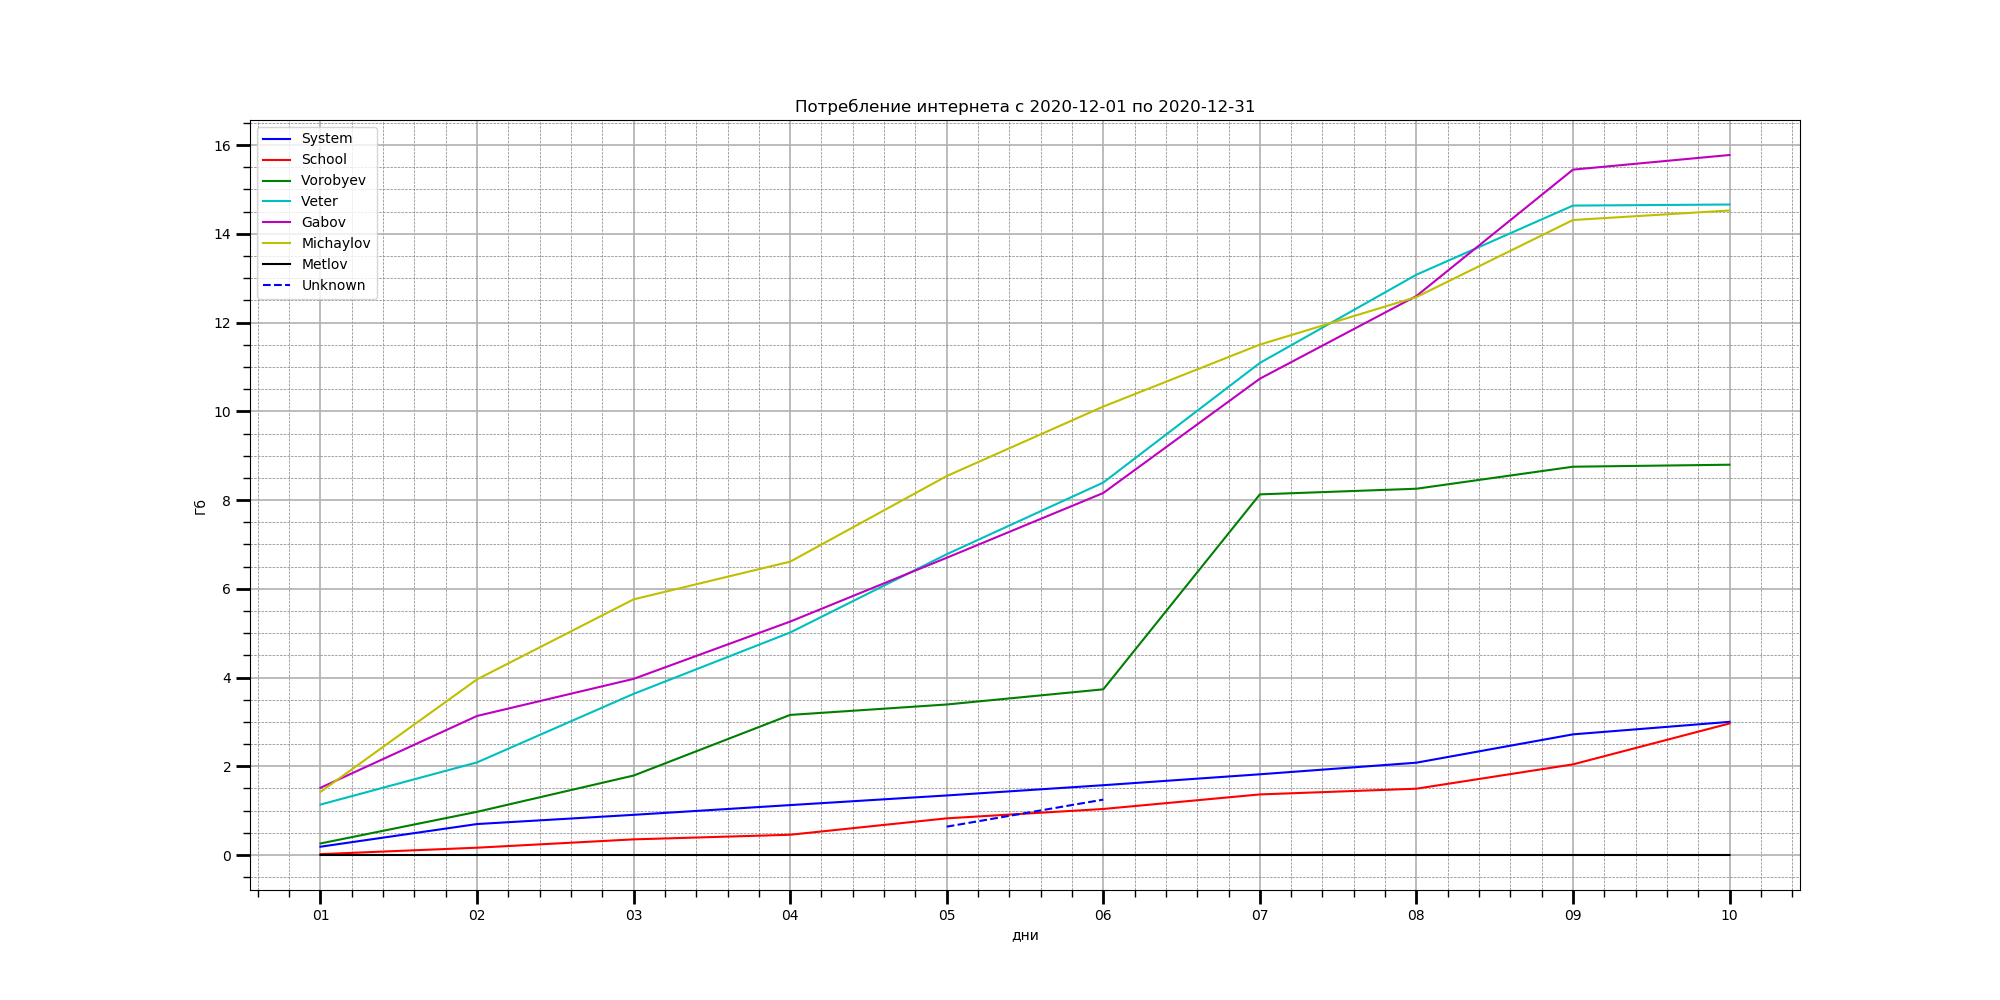 Потребление интернета с 2020-12-01 по 2020-12-31
System
School
Vorobyev
Veter
Gabov
Michaylov
Metlov
Unknown
16
14
12
10
8
6
4
2
0
Гб
01 02 03 04 05 06 07 08 09 10
дни